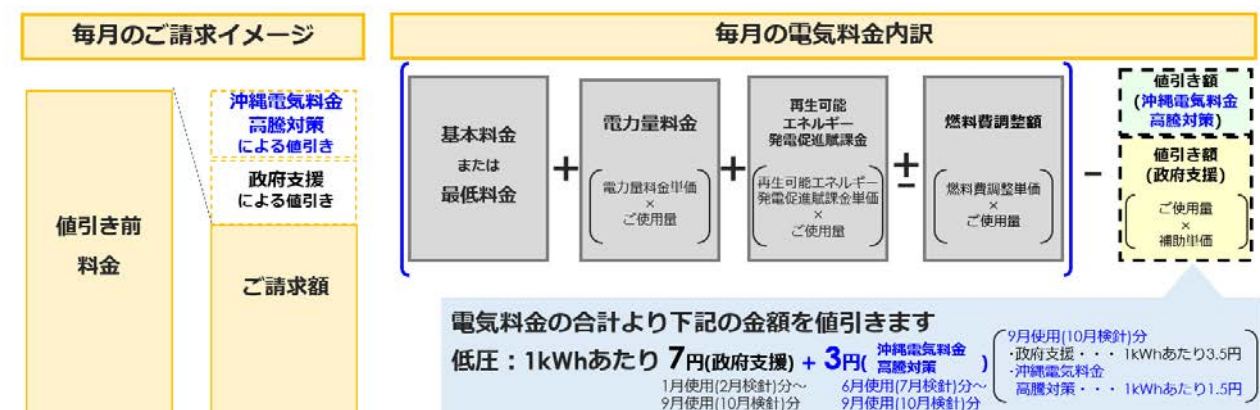 毎月のご請求イメージ
値引き前
料金
沖縄電気料金
高騰対策
による値引き
政府支援
による値引き
ご請求額
毎月の電気料金内訳
基本料金
または
最低料金
+
電力量料金
電力量料金単価
×
ご使用量
+
再生可能
エネルギー
発電促進賦課金
再生可能エネルギー
発電促進賦課金単価
×
ご使用量
±
燃料費調整額
燃料費調整単価
×
ご使用量
−
値引き額
(沖縄電気料金
高騰対策)
値引き額
(政府支援)
ご使用量
×
補助単価
電気料金の合計より下記の金額を値引きます
低圧：1kWhあたり 7円(政府支援) + 3円( 沖縄電気料金
高騰対策 )
1月使用(2月検針)分～
9月使用(10月検針)分
6月使用(7月検針)分～
9月使用(10月検針)分
9月使用(10月検針)分
・政府支援・・・ 1kWhあたり3.5円
・沖縄電気料金
高騰対策・・・ 1kWhあたり1.5円